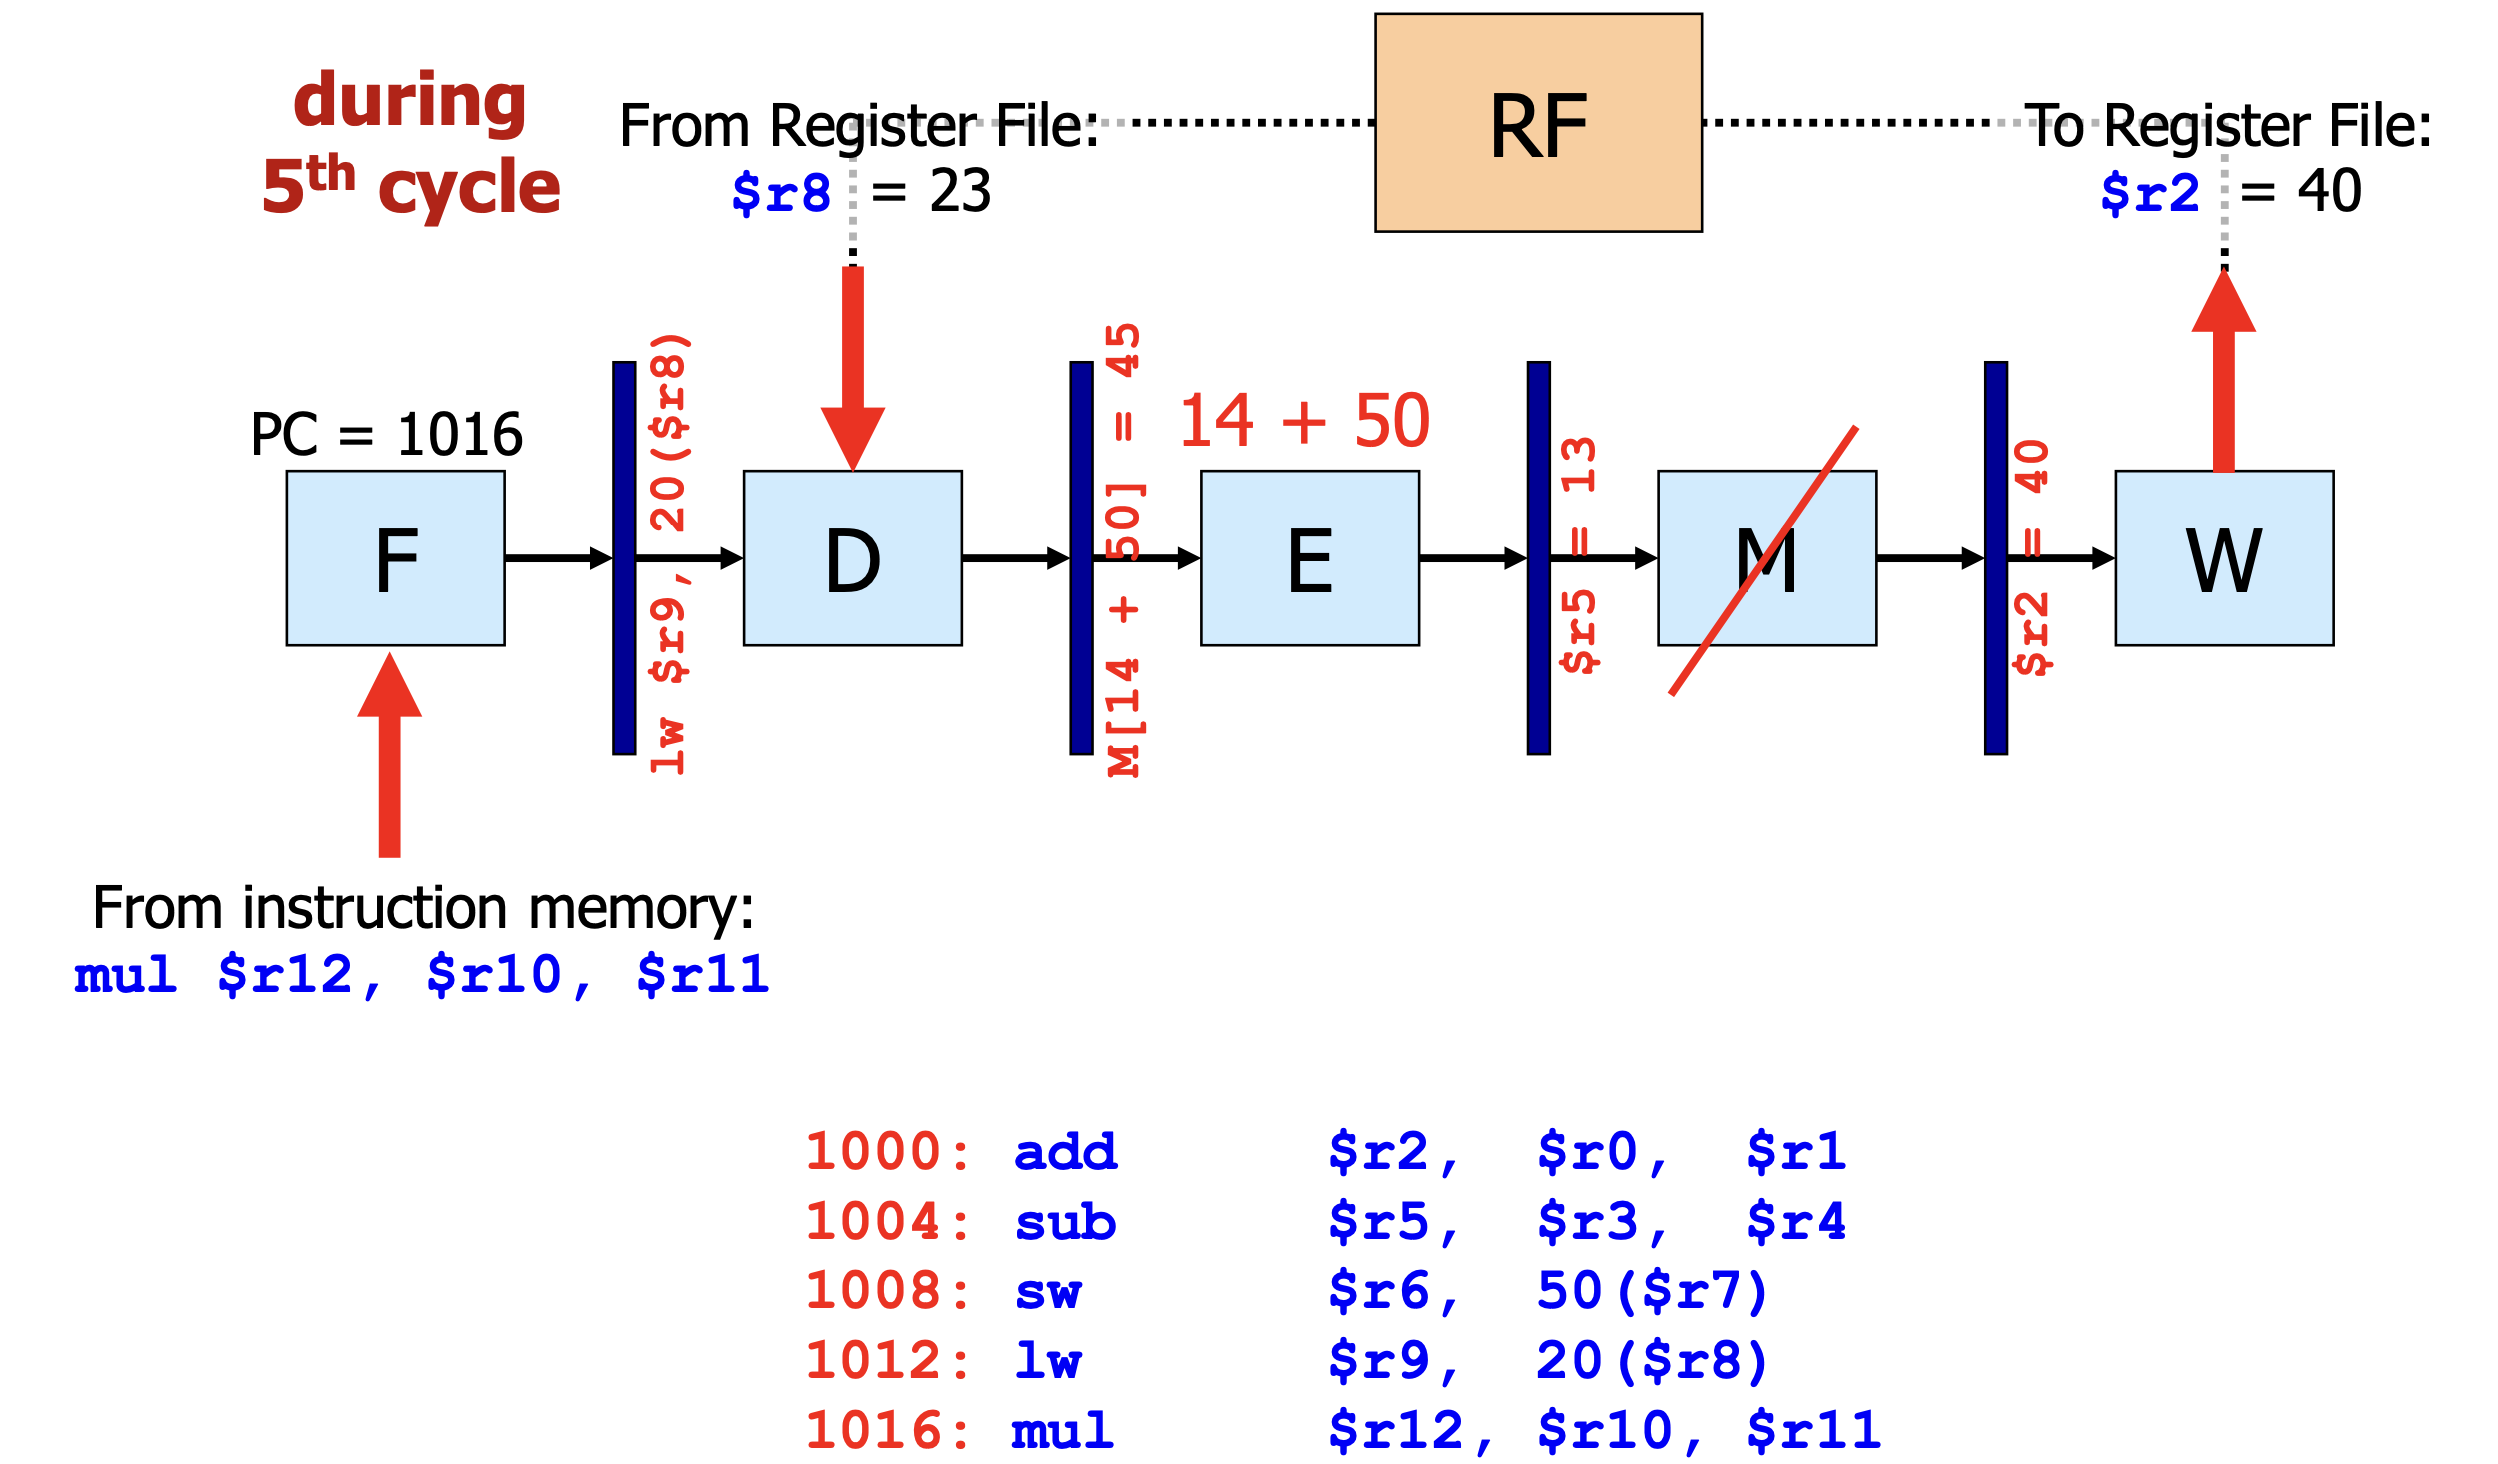 during
5th cycle
From Register File:
$r8 = 23
RF
To Register File:
$r2 = 40
PC = 1016
F
lw $r9, 20($r8)
D
M[14 + 50] = 45
14 + 50
E
$r5 = 13
M
$r2 = 40
W
From instruction memory:
mul $r12, $r10, $r11
1000: add $r2, $r0, $r1
1004: sub $r5, $r3, $r4
1008: sw $r6, 50($r7)
1012: lw $r9, 20($r8)
1016: mul $r12, $r10, $r11